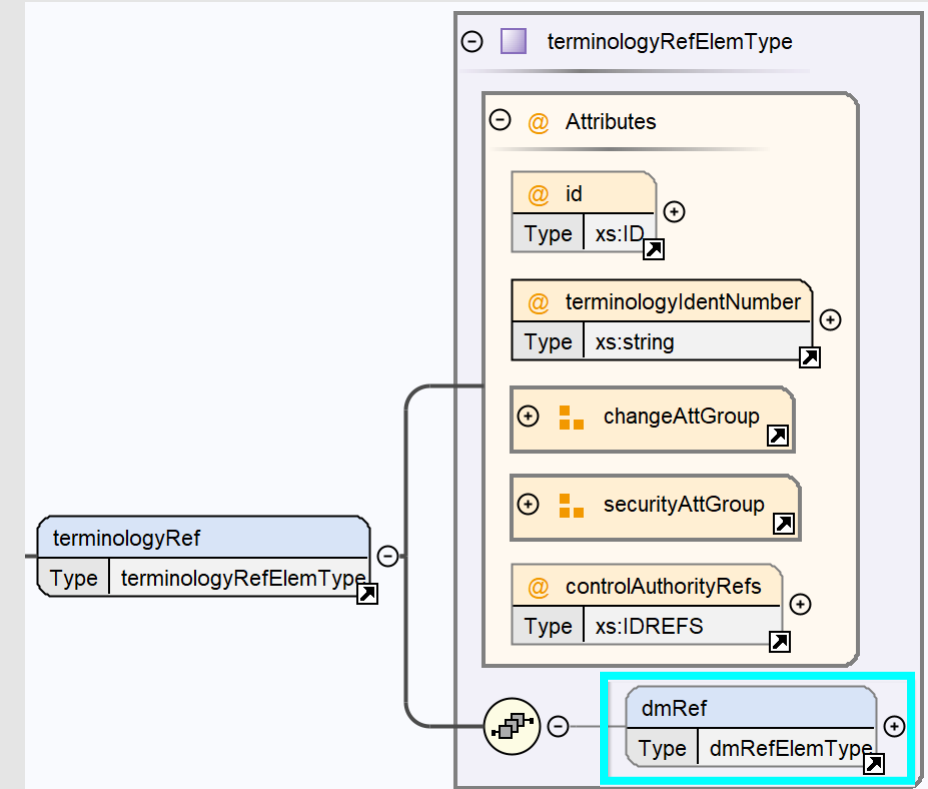 terminologyRefElemType
@ Attributes
@ id
Type xs:ID
@ terminologyIdentNumber
Type xs:string
changeAttGroup
securityAttGroup
@ controlAuthorityRefs
Type xs:IDREFS
terminologyRef
Type terminologyRefElemType
dmRef
Type dmRefElemType